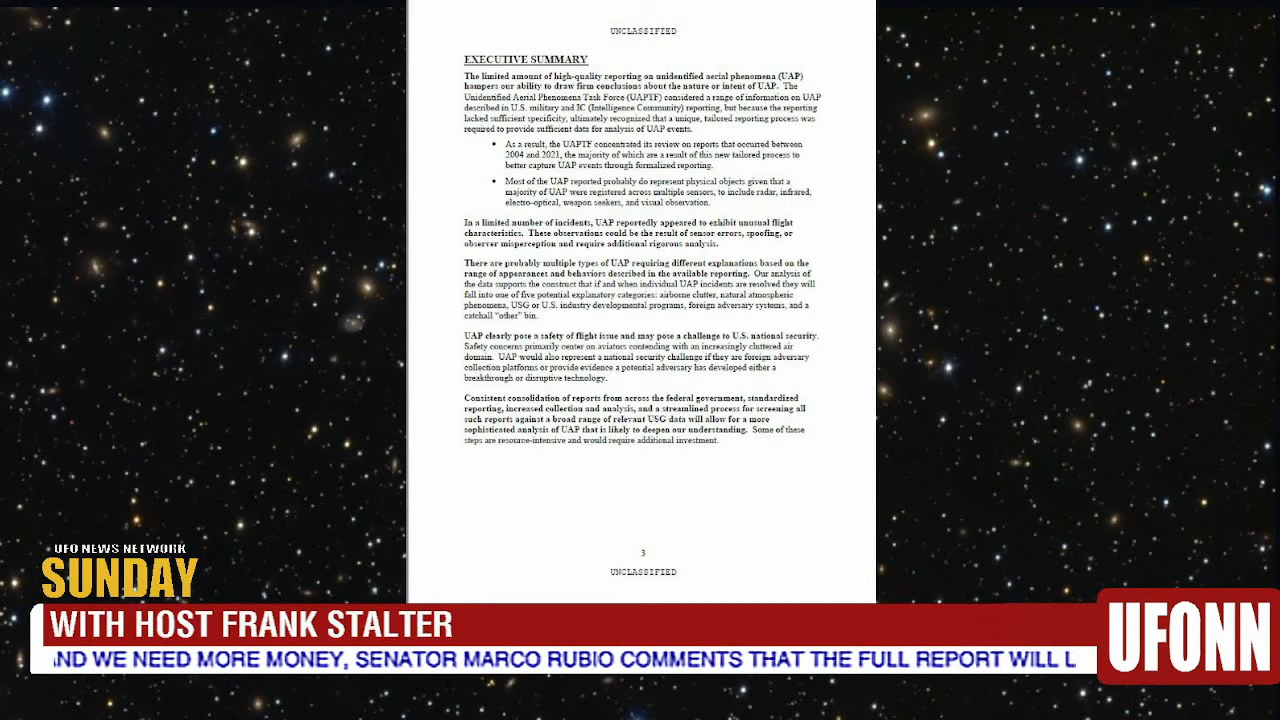 UNCLASSIFIED
EXECUTIVE SUMMARY
The limited amount of high-quality reporting on unidentified aerial phenomena (UAP)
hampers our ability to draw firm conclusions about the nature or intent of UAP. The
Unidentified Aerial Phenomena Task Force (UAPTF) considered a range of information on UAP
described in U.S. military and IC (Intelligence Community) reporting, but because the reporting
lacked sufficient specificity, ultimately recognized that a unique, tailored reporting process was
required to provide sufficient data for analysis of UAP events.
• As a result, the UAPTF concentrated its review on reports that occurred between
2004 and 2021, the majority of which are a result of this new tailored process to
better capture UAP events through formalized reporting.
• Most of the UAP reported probably do represent physical objects given that a
majority of UAP were registered across multiple sensors, to include radar, infrared,
electro-optical, weapon seekers, and visual observation.
In a limited number of incidents, UAP reportedly appeared to exhibit unusual flight
characteristics. These observations could be the result of sensor errors, spoofing, or
observer misperception and require additional rigorous analysis.
There are probably multiple types of UAP requiring different explanations based on the
range of appearances and behaviors described in the available reporting. Our analysis of
the data supports the construct that if and when individual UAP incidents are resolved they will
fall into one of five potential explanatory categories: airborne clutter, natural atmospheric
phenomena, USG or U.S. industry developmental programs, foreign adversary systems, and a
catchall “other” bin.
UAP clearly pose a safety of flight issue and may pose a challenge to U.S. national security.
Safety concerns primarily center on aviators contending with an increasingly cluttered air
domain. UAP would also represent a national security challenge if they are foreign adversary
collection platforms or provide evidence a potential adversary has developed either a
breakthrough or disruptive technology.
Consistent consolidation of reports from across the federal government, standardized
reporting, increased collection and analysis, and a streamlined process for screening all
such reports against a broad range of relevant USG data will allow for a more
sophisticated analysis of UAP that is likely to deepen our understanding. Some of these
steps are resource-intensive and would require additional investment.
3
UNCLASSIFIED
UFO NEWS NETWORK
SUNDAY
WITH HOST FRANK STALTER
AND WE NEED MORE MONEY, SENATOR MARCO RUBIO COMMENTS THAT THE FULL REPORT WILL L
UFONN